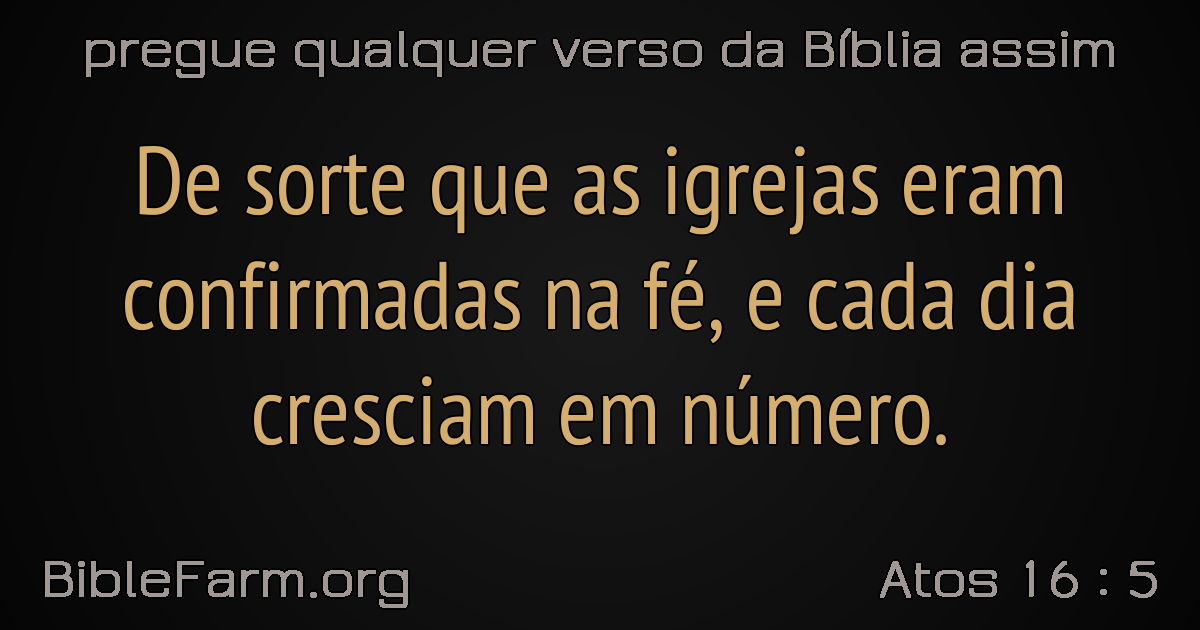 pregue qualquer verso da Bíblia assim
De sorte que as igrejas eram
confirmadas na fé, e cada dia
cresciam em número.
BibleFarm.org
Atos 16 : 5